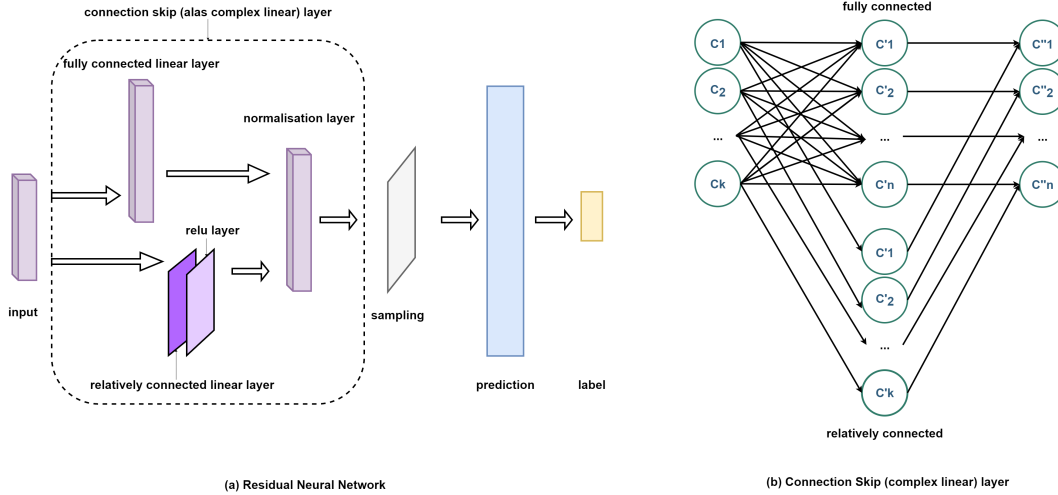 connection skip (alas complex linear) layer
fully connected linear layer
normalisation layer
relu layer
input
sampling
relatively connected linear layer
prediction
label
(a) Residual Neural Network
fully connected
C1 C'1 C"1
C2 C'2 C"2
... ... ...
Ck C'n C"n
C'1
C'2
...
C'k
relatively connected
(b) Connection Skip (complex linear) layer